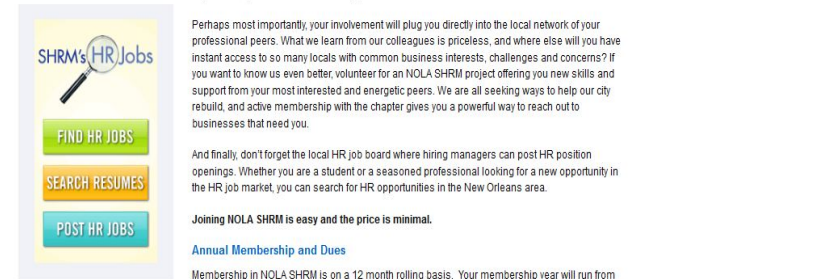 SHRM's HR Jobs
FIND HR JOBS
SEARCH RESUMES
POST HR JOBS
Perhaps most importantly, your involvement will plug you directly into the local network of your
professional peers. What we learn from our colleagues is priceless, and where else will you have
instant access to so many locals with common business interests, challenges and concerns? If
you want to know us even better, volunteer for an NOLA SHRM project offering you new skills and
support from your most interested and energetic peers. We are all seeking ways to help our city
rebuild, and active membership with the chapter gives you a powerful way to reach out to
businesses that need you.
And finally, don't forget the local HR job board where hiring managers can post HR position
openings. Whether you are a student or a seasoned professional looking for a new opportunity in
the HR job market, you can search for HR opportunities in the New Orleans area.
Joining NOLA SHRM is easy and the price is minimal.
Annual Membership and Dues
Membership in NOLA SHRM is on a 12 month rolling basis. Your membership year will run from